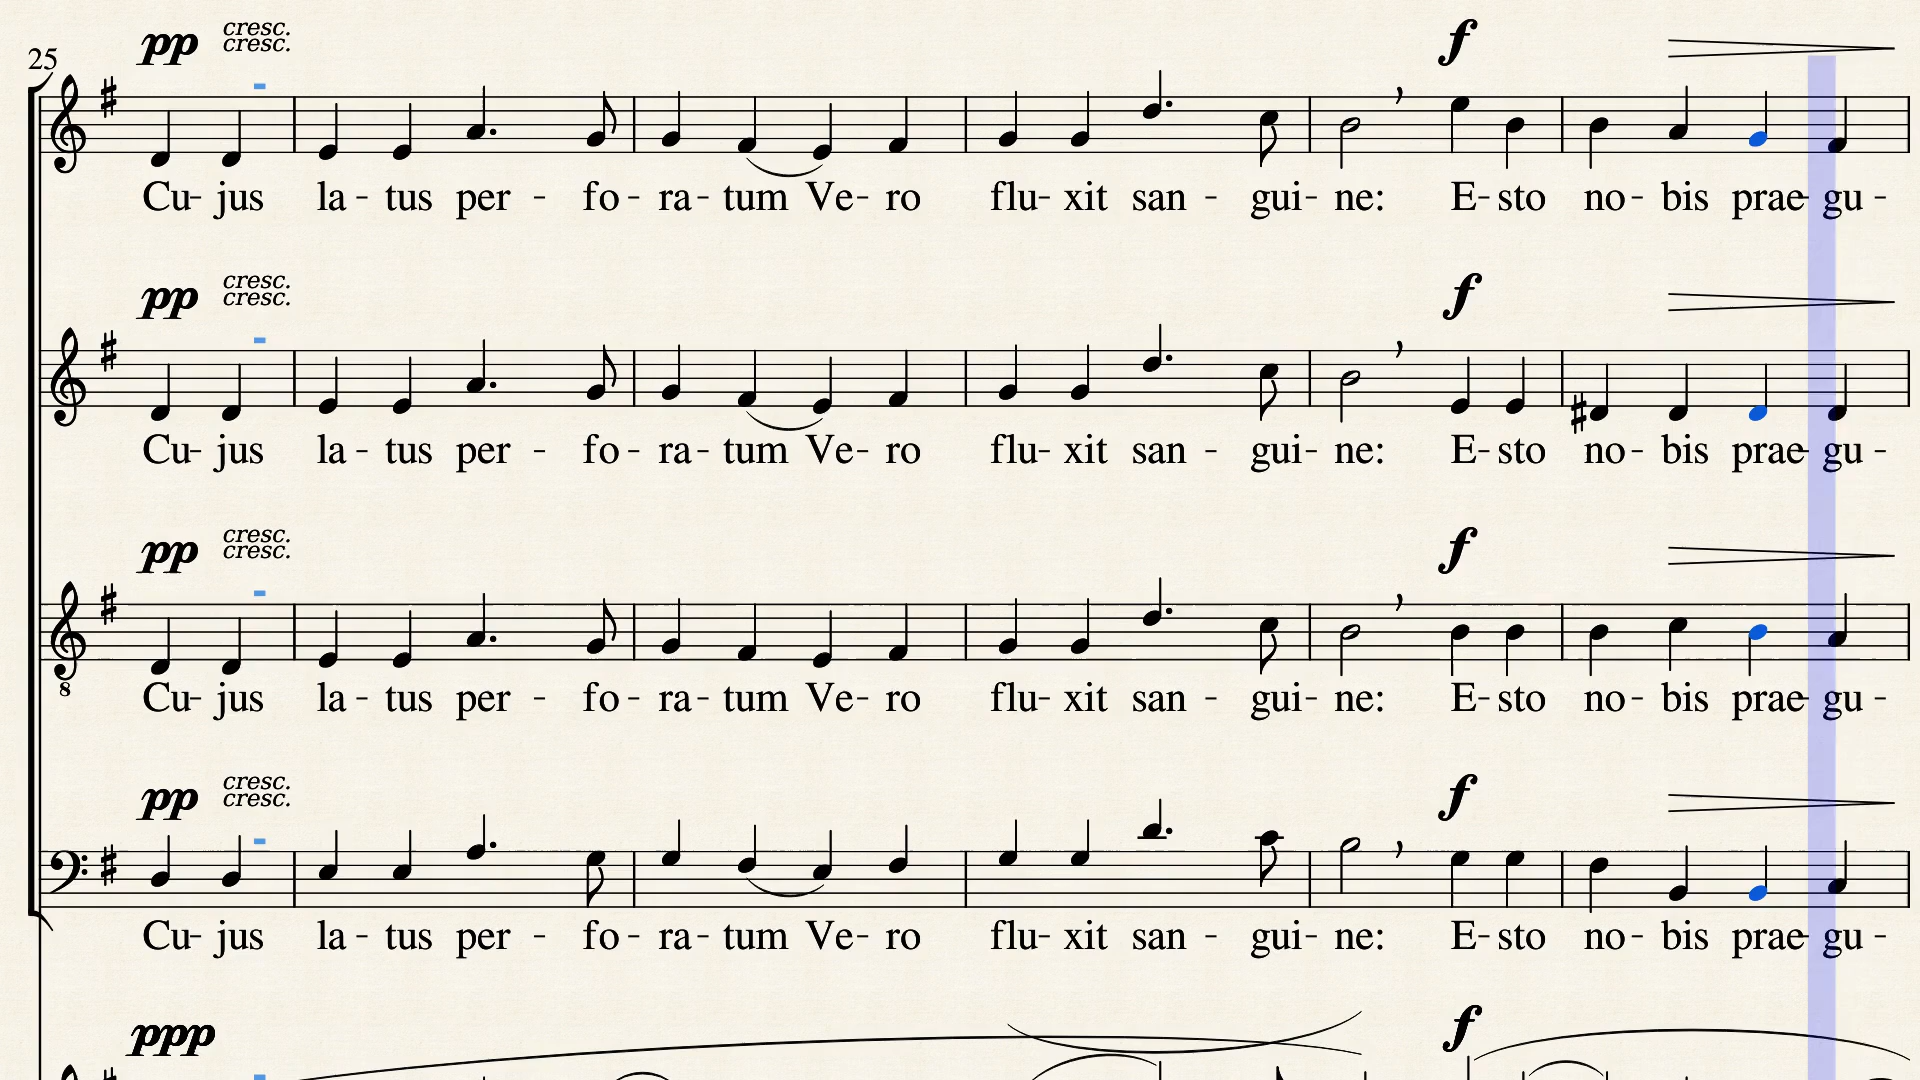 pp cresc.
cresc.
25
f
Cu- jus la - tus per - fo - ra - tum Ve - ro flu- xit san - gui - ne: E- sto no - bis prae- gu -
pp cresc.
cresc.
f
Cu- jus la - tus per - fo - ra - tum Ve - ro flu- xit san - gui - ne: E- sto no - bis prae- gu -
pp cresc.
cresc.
f
8
Cu- jus la - tus per - fo - ra - tum Ve - ro flu- xit san - gui - ne: E- sto no - bis prae- gu -
pp cresc.
cresc.
f
Cu- jus la - tus per - fo - ra - tum Ve - ro flu- xit san - gui - ne: E- sto no - bis prae- gu -
ppp f